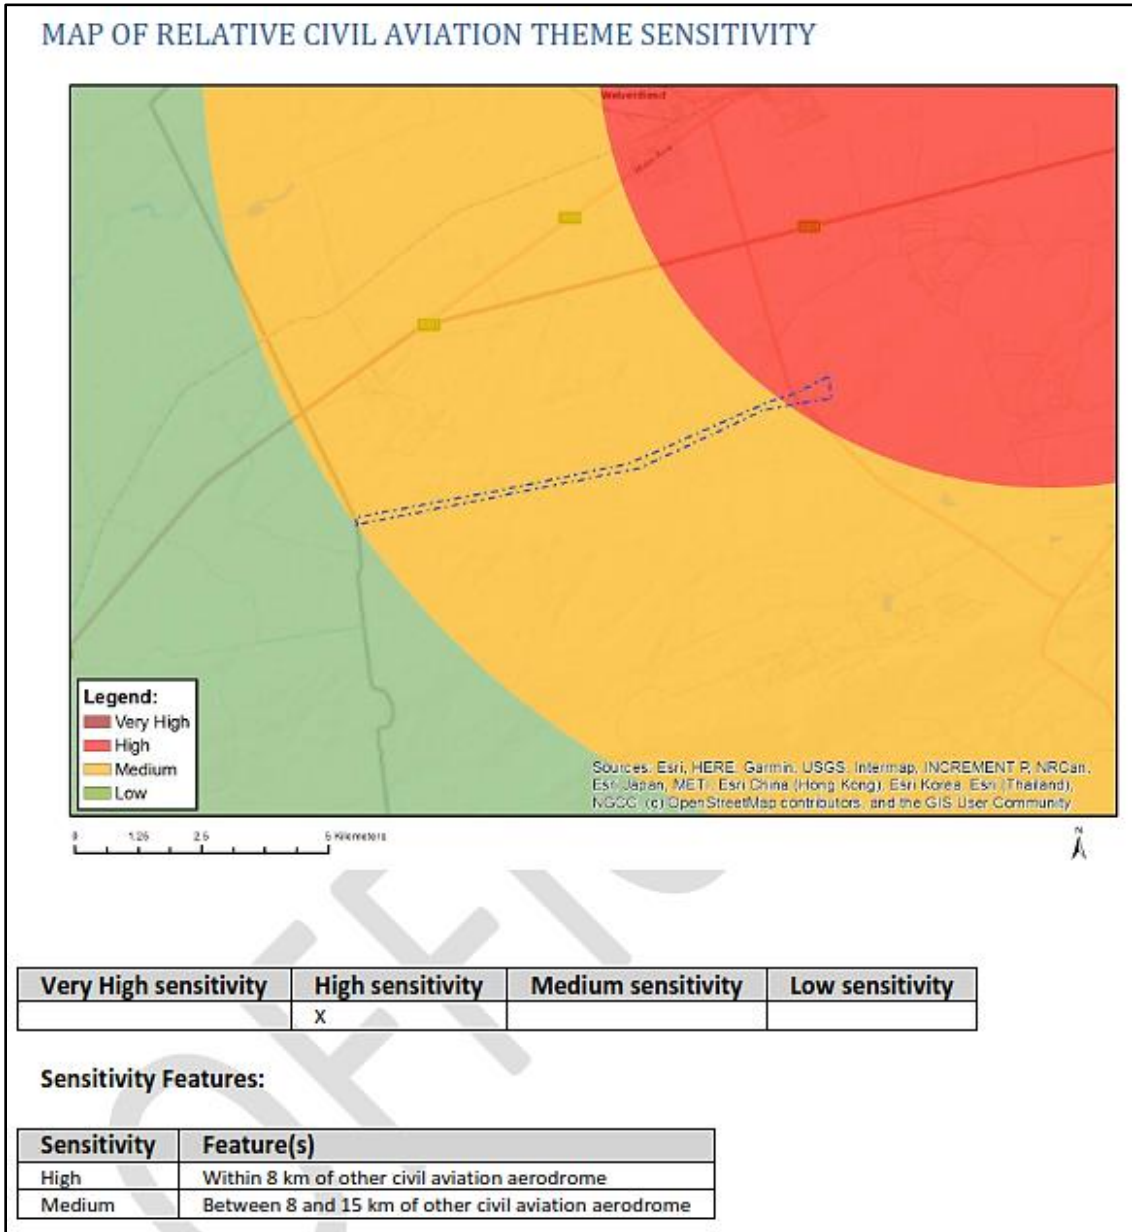 MAP OF RELATIVE CIVIL AVIATION THEME SENSITIVITY
Legend:
Very High
High
Medium
Low
Sources: Esri, HERE, Garmin, USGS, Intermap, INCREMENT P, NRCan,
Esri Japan, METI, Esri China (Hong Kong), Esri Korea, Esri (Thailand),
NGCC, (c) OpenStreetMap contributors, and the GIS User Community
0 1.25 2.5 5 Kilometers
N
Very High sensitivity High sensitivity Medium sensitivity Low sensitivity
X
Sensitivity Features:
Sensitivity Feature(s)
High Within 8 km of other civil aviation aerodrome
Medium Between 8 and 15 km of other civil aviation aerodrome